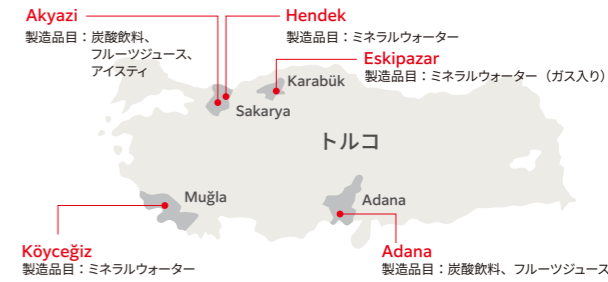 Akyazi
製造品目：炭酸飲料、
フルーツジュース、
アイスティ
Hendek
製造品目：ミネラルウォーター
Eskipazar
製造品目：ミネラルウォーター（ガス入り）
Karabük
Sakarya
トルコ
Muğla
Adana
Köyceğiz
製造品目：ミネラルウォーター
Adana
製造品目：炭酸飲料、フルーツジュース